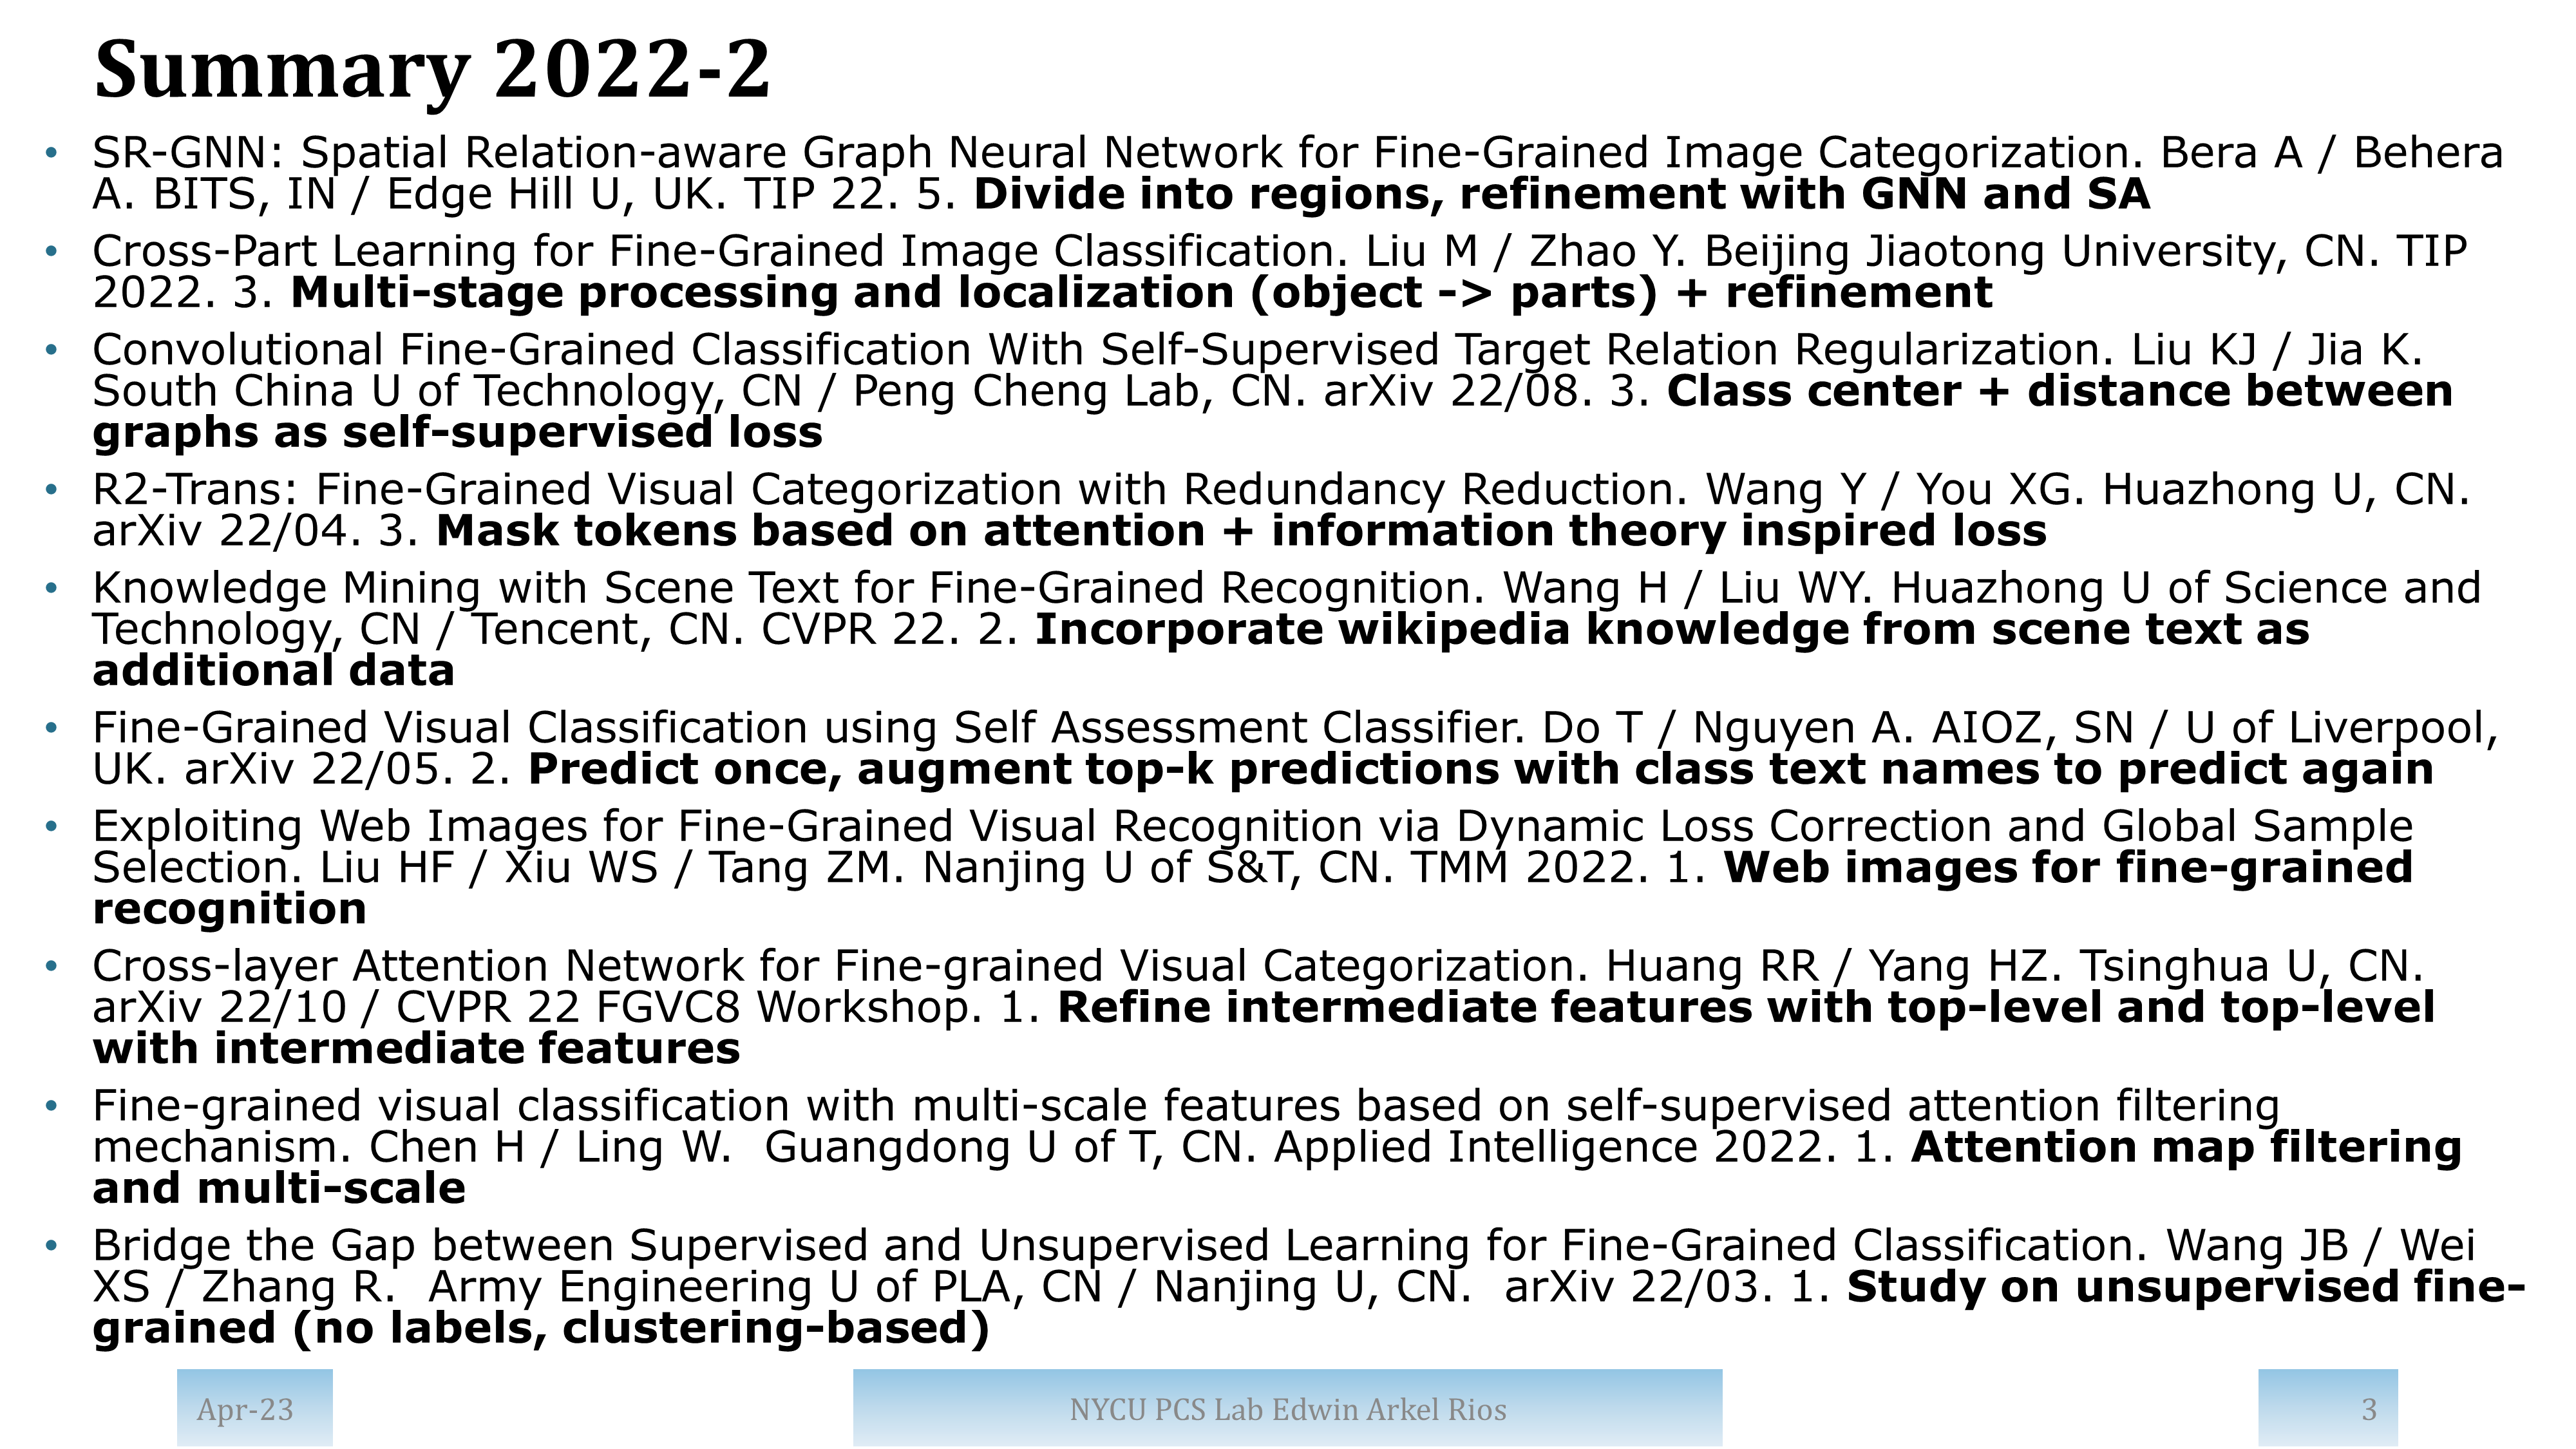 Summary 2022-2
• SR-GNN: Spatial Relation-aware Graph Neural Network for Fine-Grained Image Categorization. Bera A / Behera
A. BITS, IN / Edge Hill U, UK. TIP 22. 5. Divide into regions, refinement with GNN and SA
• Cross-Part Learning for Fine-Grained Image Classification. Liu M / Zhao Y. Beijing Jiaotong University, CN. TIP
2022. 3. Multi-stage processing and localization (object -> parts) + refinement
• Convolutional Fine-Grained Classification With Self-Supervised Target Relation Regularization. Liu KJ / Jia K.
South China U of Technology, CN / Peng Cheng Lab, CN. arXiv 22/08. 3. Class center + distance between
graphs as self-supervised loss
• R2-Trans: Fine-Grained Visual Categorization with Redundancy Reduction. Wang Y / You XG. Huazhong U, CN.
arXiv 22/04. 3. Mask tokens based on attention + information theory inspired loss
• Knowledge Mining with Scene Text for Fine-Grained Recognition. Wang H / Liu WY. Huazhong U of Science and
Technology, CN / Tencent, CN. CVPR 22. 2. Incorporate wikipedia knowledge from scene text as
additional data
• Fine-Grained Visual Classification using Self Assessment Classifier. Do T / Nguyen A. AIOZ, SN / U of Liverpool,
UK. arXiv 22/05. 2. Predict once, augment top-k predictions with class text names to predict again
• Exploiting Web Images for Fine-Grained Visual Recognition via Dynamic Loss Correction and Global Sample
Selection. Liu HF / Xiu WS / Tang ZM. Nanjing U of S&T, CN. TMM 2022. 1. Web images for fine-grained
recognition
• Cross-layer Attention Network for Fine-grained Visual Categorization. Huang RR / Yang HZ. Tsinghua U, CN.
arXiv 22/10 / CVPR 22 FGVC8 Workshop. 1. Refine intermediate features with top-level and top-level
with intermediate features
• Fine-grained visual classification with multi-scale features based on self-supervised attention filtering
mechanism. Chen H / Ling W.  Guangdong U of T, CN. Applied Intelligence 2022. 1. Attention map filtering
and multi-scale
• Bridge the Gap between Supervised and Unsupervised Learning for Fine-Grained Classification. Wang JB / Wei
XS / Zhang R.  Army Engineering U of PLA, CN / Nanjing U, CN.  arXiv 22/03. 1. Study on unsupervised fine-
grained (no labels, clustering-based)
Apr-23
NYCU PCS Lab Edwin Arkel Rios
3